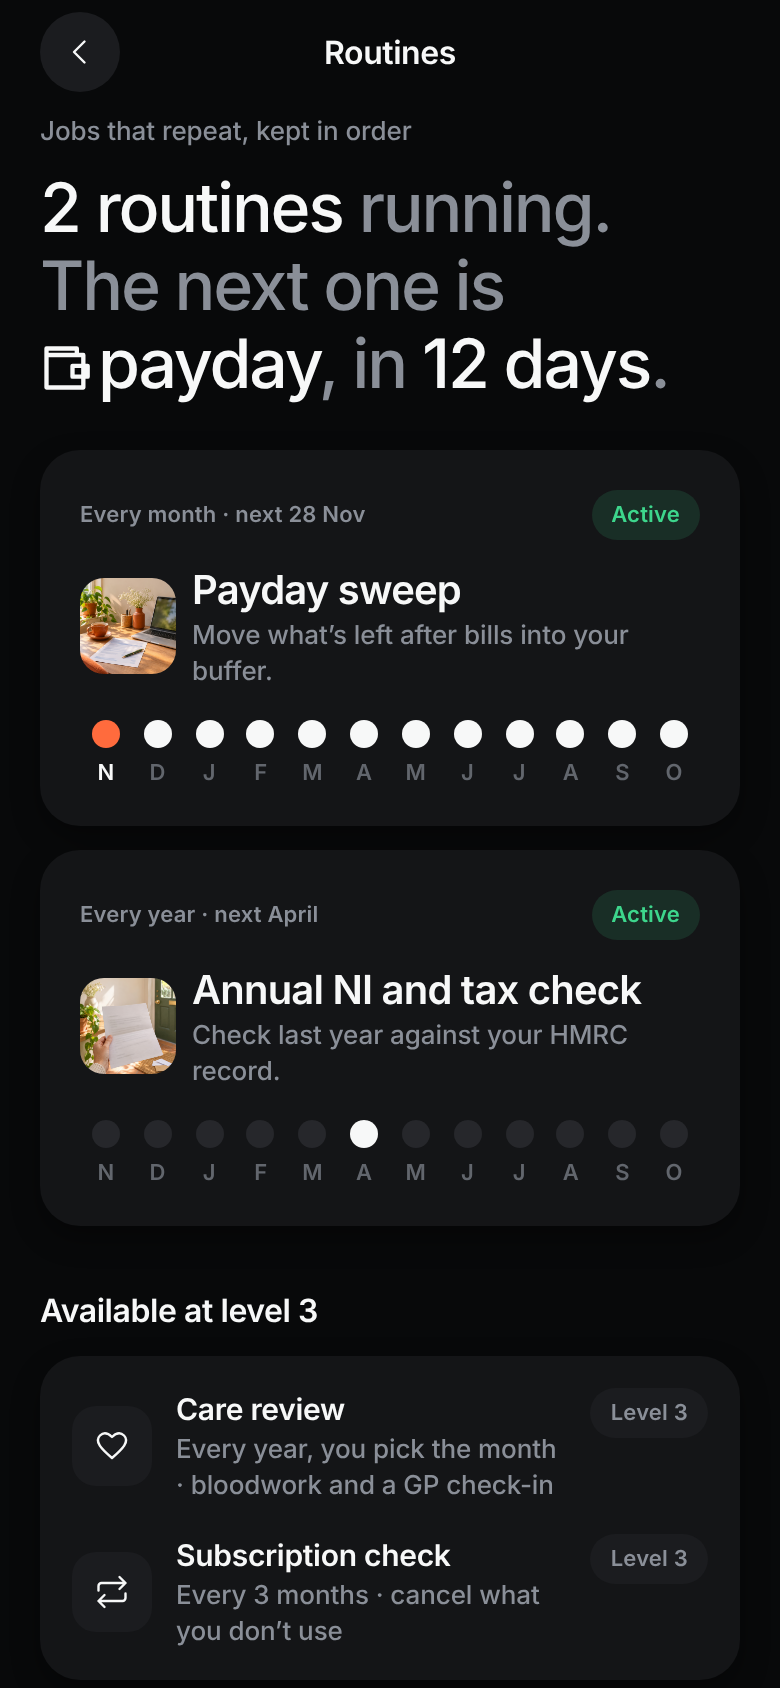 Routines
Jobs that repeat, kept in order
2 routines running.
The next one is
payday, in 12 days.
Every month · next 28 Nov
Active
Payday sweep
Move what’s left after bills into your
buffer.
N D J F M A M J J A S O
Every year · next April
Active
Annual NI and tax check
Check last year against your HMRC
record.
N D J F M A M J J A S O
Available at level 3
Care review
Level 3
Every year, you pick the month
· bloodwork and a GP check-in
Subscription check
Level 3
Every 3 months · cancel what
you don’t use